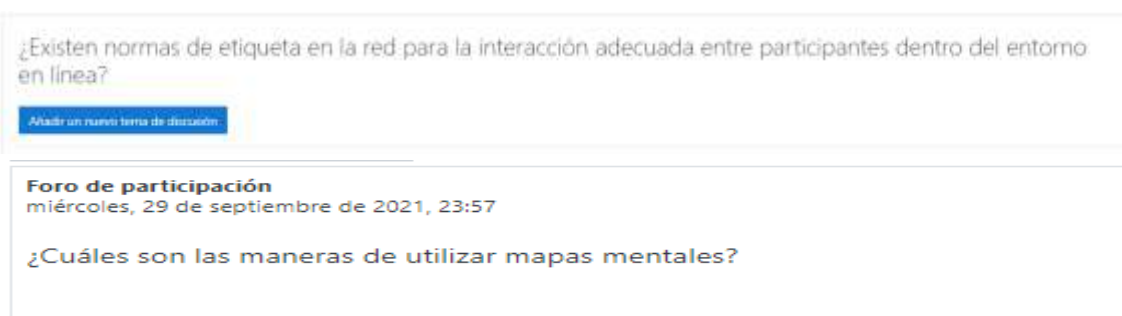 ¿Existen normas de etiqueta en la red para la interacción adecuada entre participantes dentro del entorno
en línea?
Añadir un nuevo tema de discusión
Foro de participación
miércoles, 29 de septiembre de 2021, 23:57
¿Cuáles son las maneras de utilizar mapas mentales?